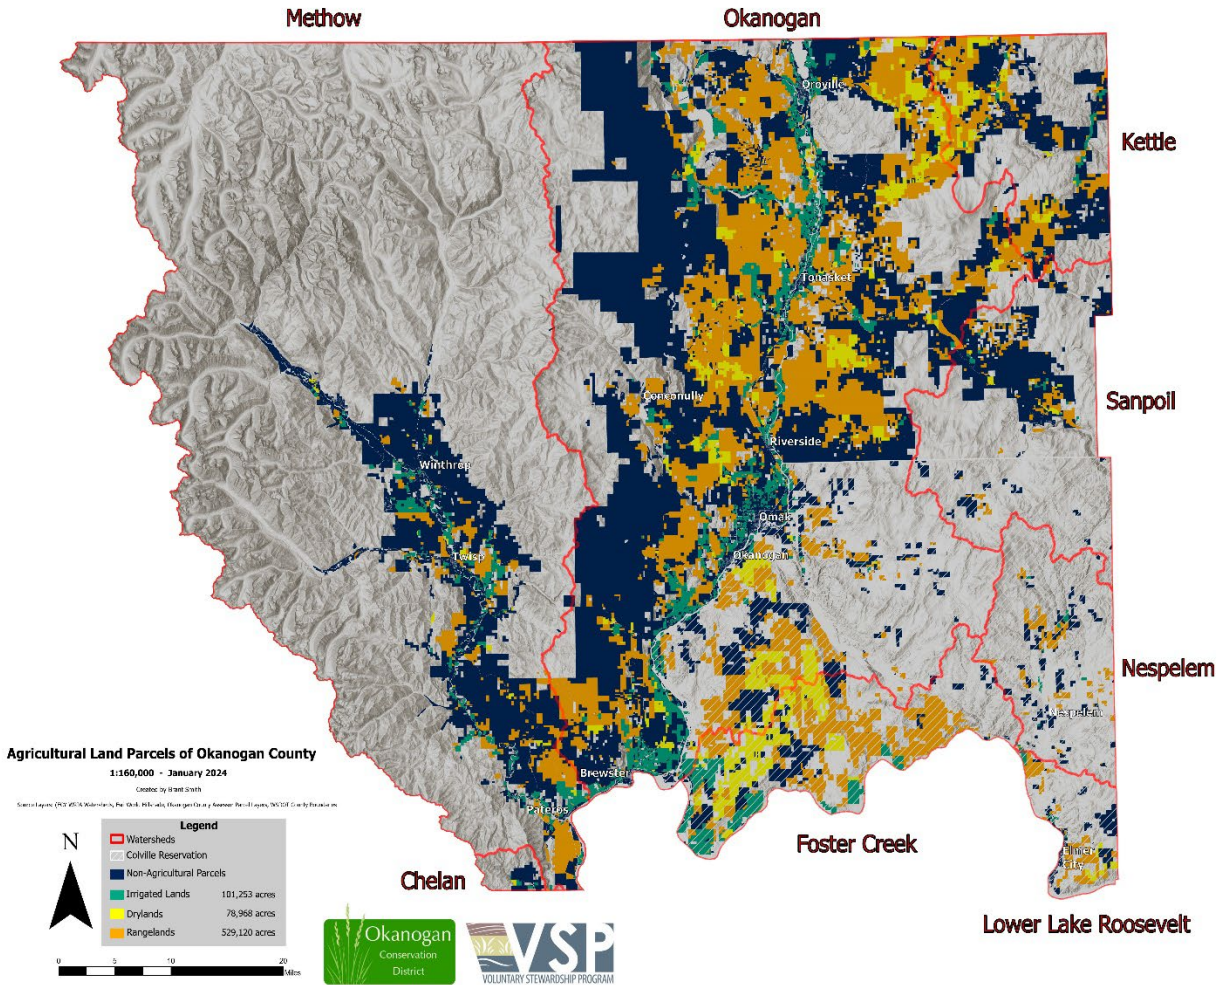 Methow
Okanogan
Oroville
Kettle
Tonasket
Conconully
Sanpoil
Riverside
Winthrop
Omak
Twisp
Okanogan
Nespelem
Nespelem
Agricultural Land Parcels of Okanogan County
1:160,000 - January 2024
Created by Brant Smith
Brewster
Pateros
Foster Creek
Elmer
City
Chelan
Lower Lake Roosevelt
N
Legend
Watersheds
Colville Reservation
Non-Agricultural Parcels
Irrigated Lands 101,253 acres
Drylands 78,968 acres
Rangelands 529,120 acres
0 5 10 20
Miles
Okanogan
Conservation
District
VSP
VOLUNTARY STEWARDSHIP PROGRAM